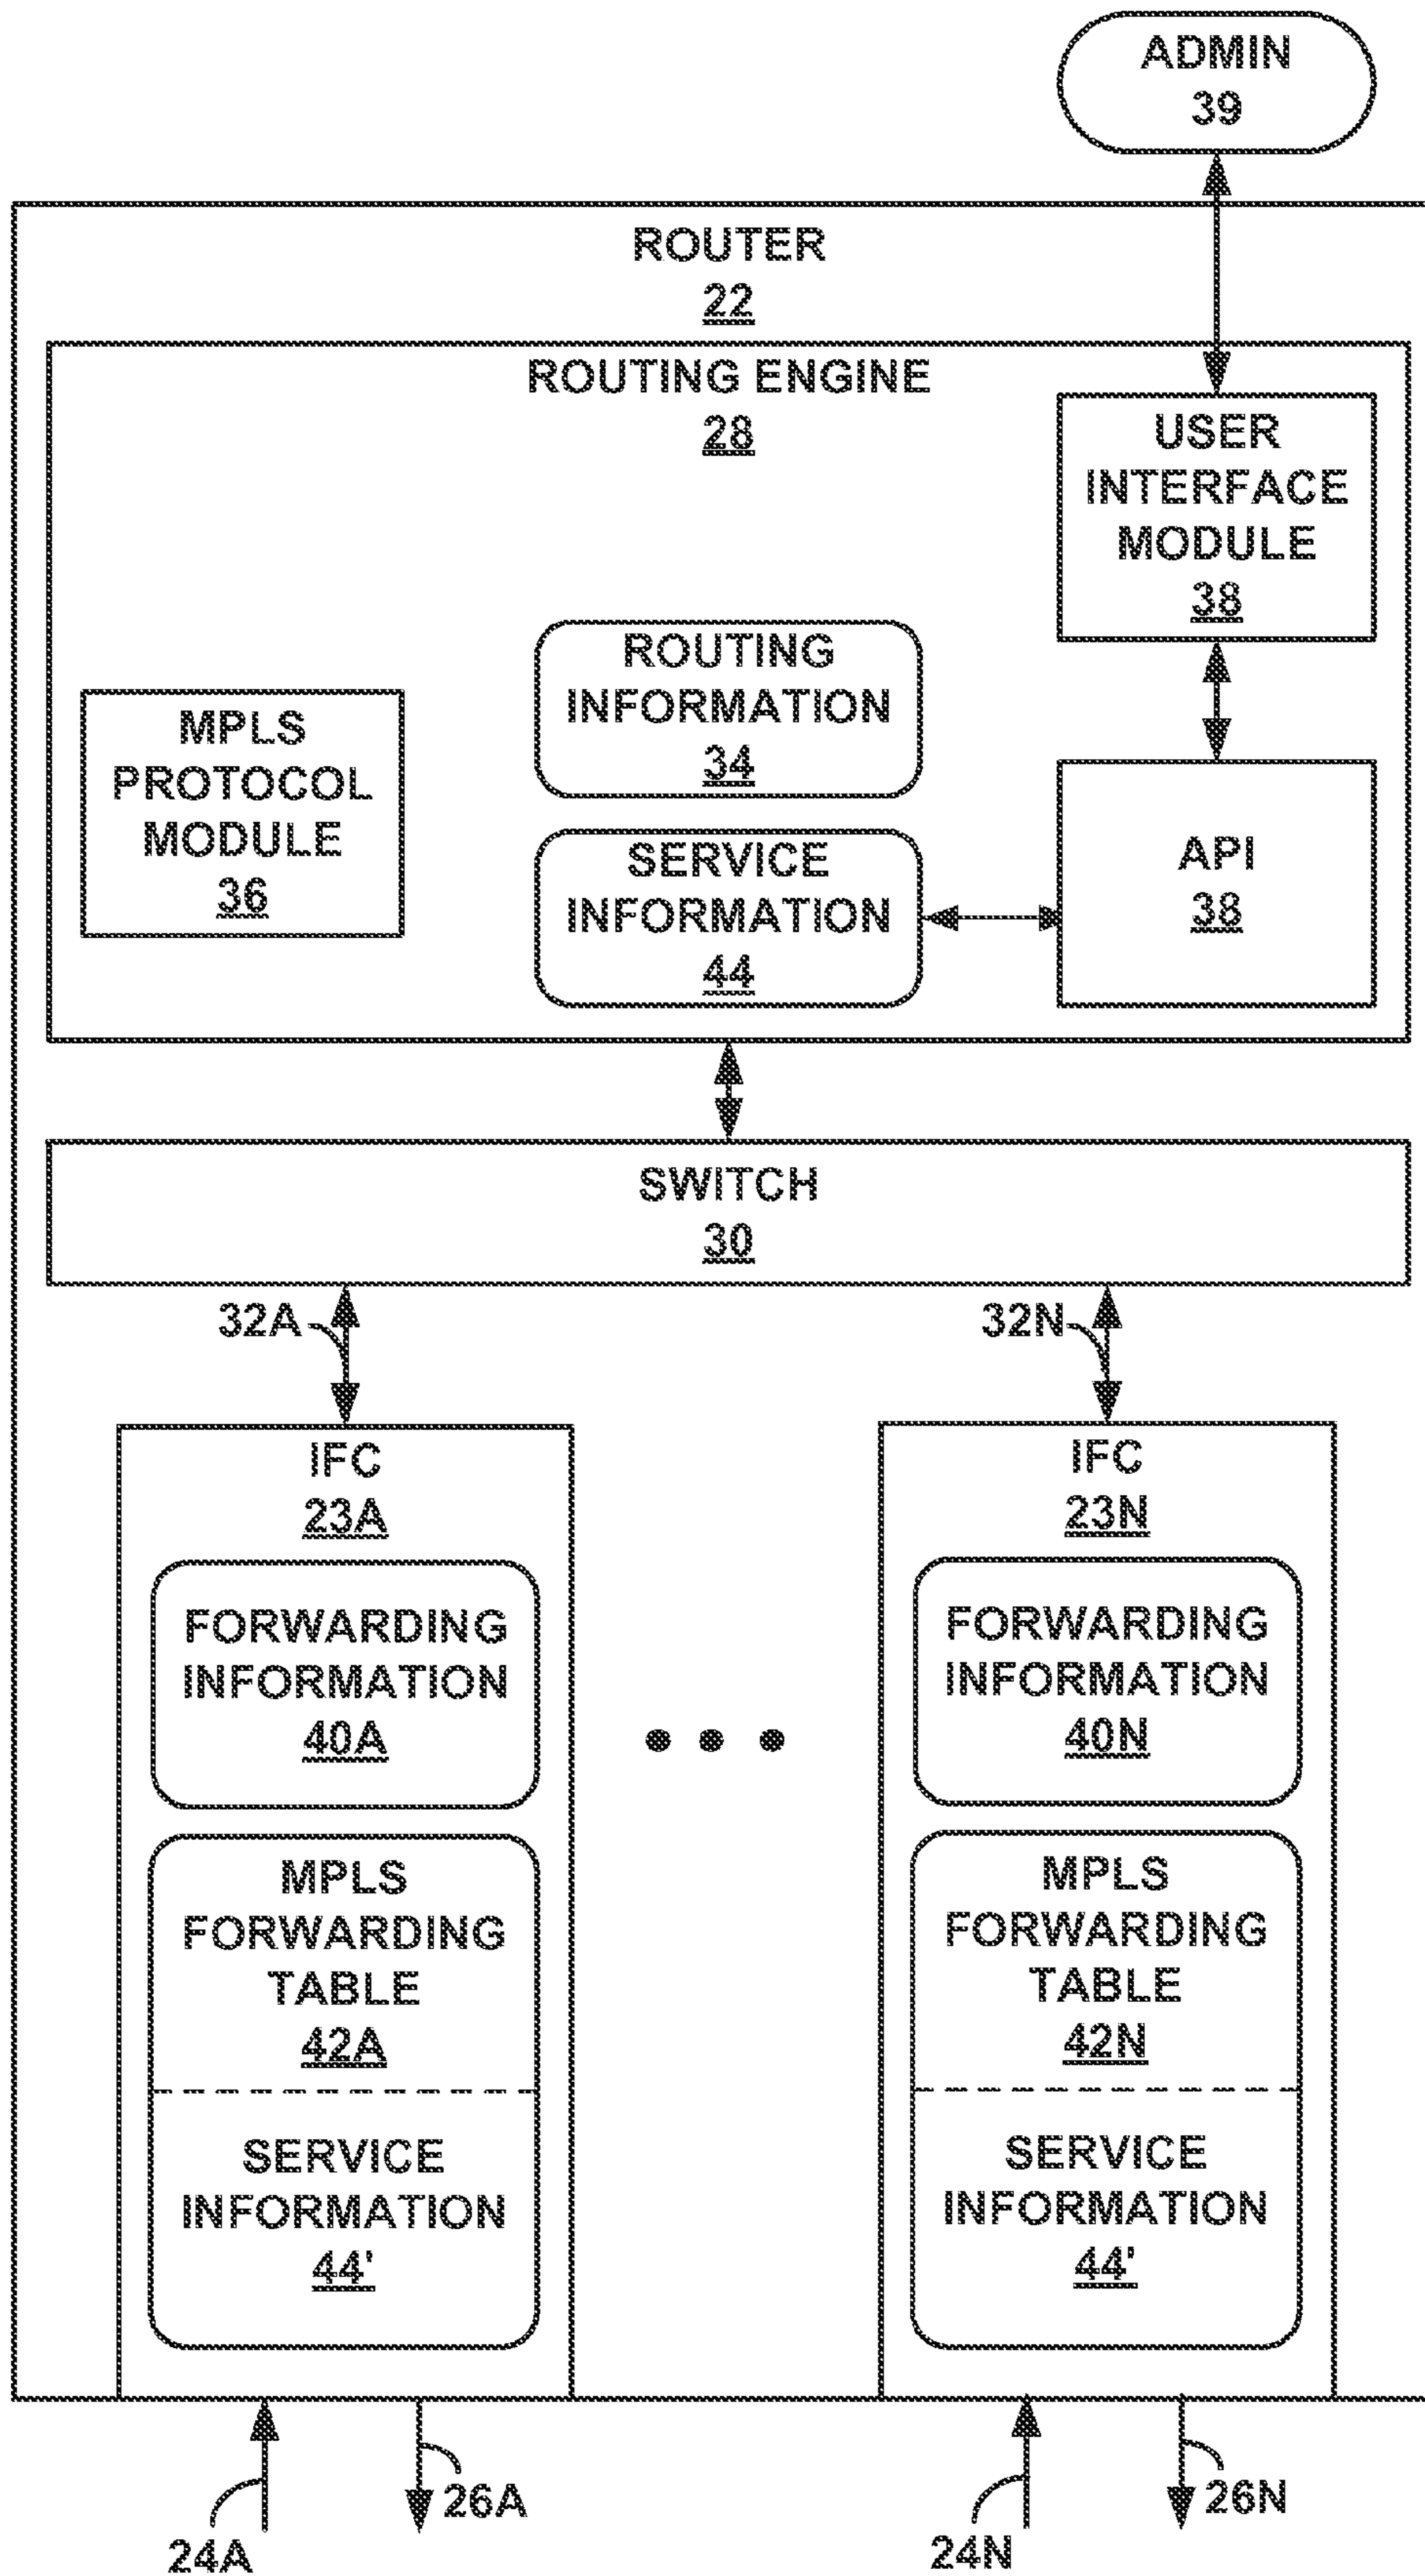 ADMIN
39
ROUTER
22
ROUTING ENGINE
28
USER
INTERFACE
MODULE
38
ROUTING
INFORMATION
34
MPLS
PROTOCOL
MODULE
36
SERVICE
INFORMATION
44
API
38
SWITCH
30
32A
32N
IFC
23A
FORWARDING
INFORMATION
40A
MPLS
FORWARDING
TABLE
42A
SERVICE
INFORMATION
44'
IFC
23N
FORWARDING
INFORMATION
40N
MPLS
FORWARDING
TABLE
42N
SERVICE
INFORMATION
44'
24A
26A
24N
26N